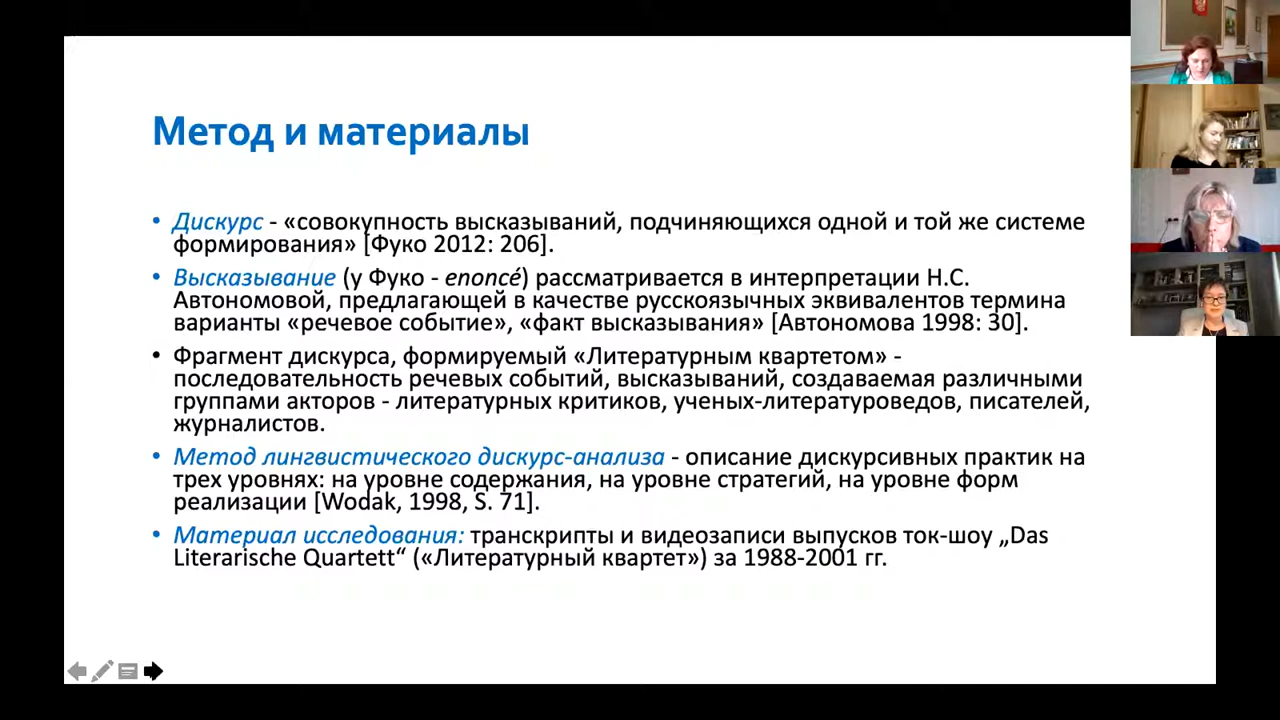 Метод и материалы
• Дискурс - «совокупность высказываний, подчиняющихся одной и той же системе
формирования» [Фуко 2012: 206].
• Высказывание (у Фуко - enoncé) рассматривается в интерпретации Н.С.
Автономовой, предлагающей в качестве русскоязычных эквивалентов термина
варианты «речевое событие», «факт высказывания» [Автономова 1998: 30].
• Фрагмент дискурса, формируемый «Литературным квартетом» -
последовательность речевых событий, высказываний, создаваемая различными
группами акторов - литературных критиков, ученых-литературоведов, писателей,
журналистов.
• Метод лингвистического дискурс-анализа - описание дискурсивных практик на
трех уровнях: на уровне содержания, на уровне стратегий, на уровне форм
реализации [Wodak, 1998, S. 71].
• Материал исследования: транскрипты и видеозаписи выпусков ток-шоу „Das
Literarische Quartett“ («Литературный квартет») за 1988-2001 гг.